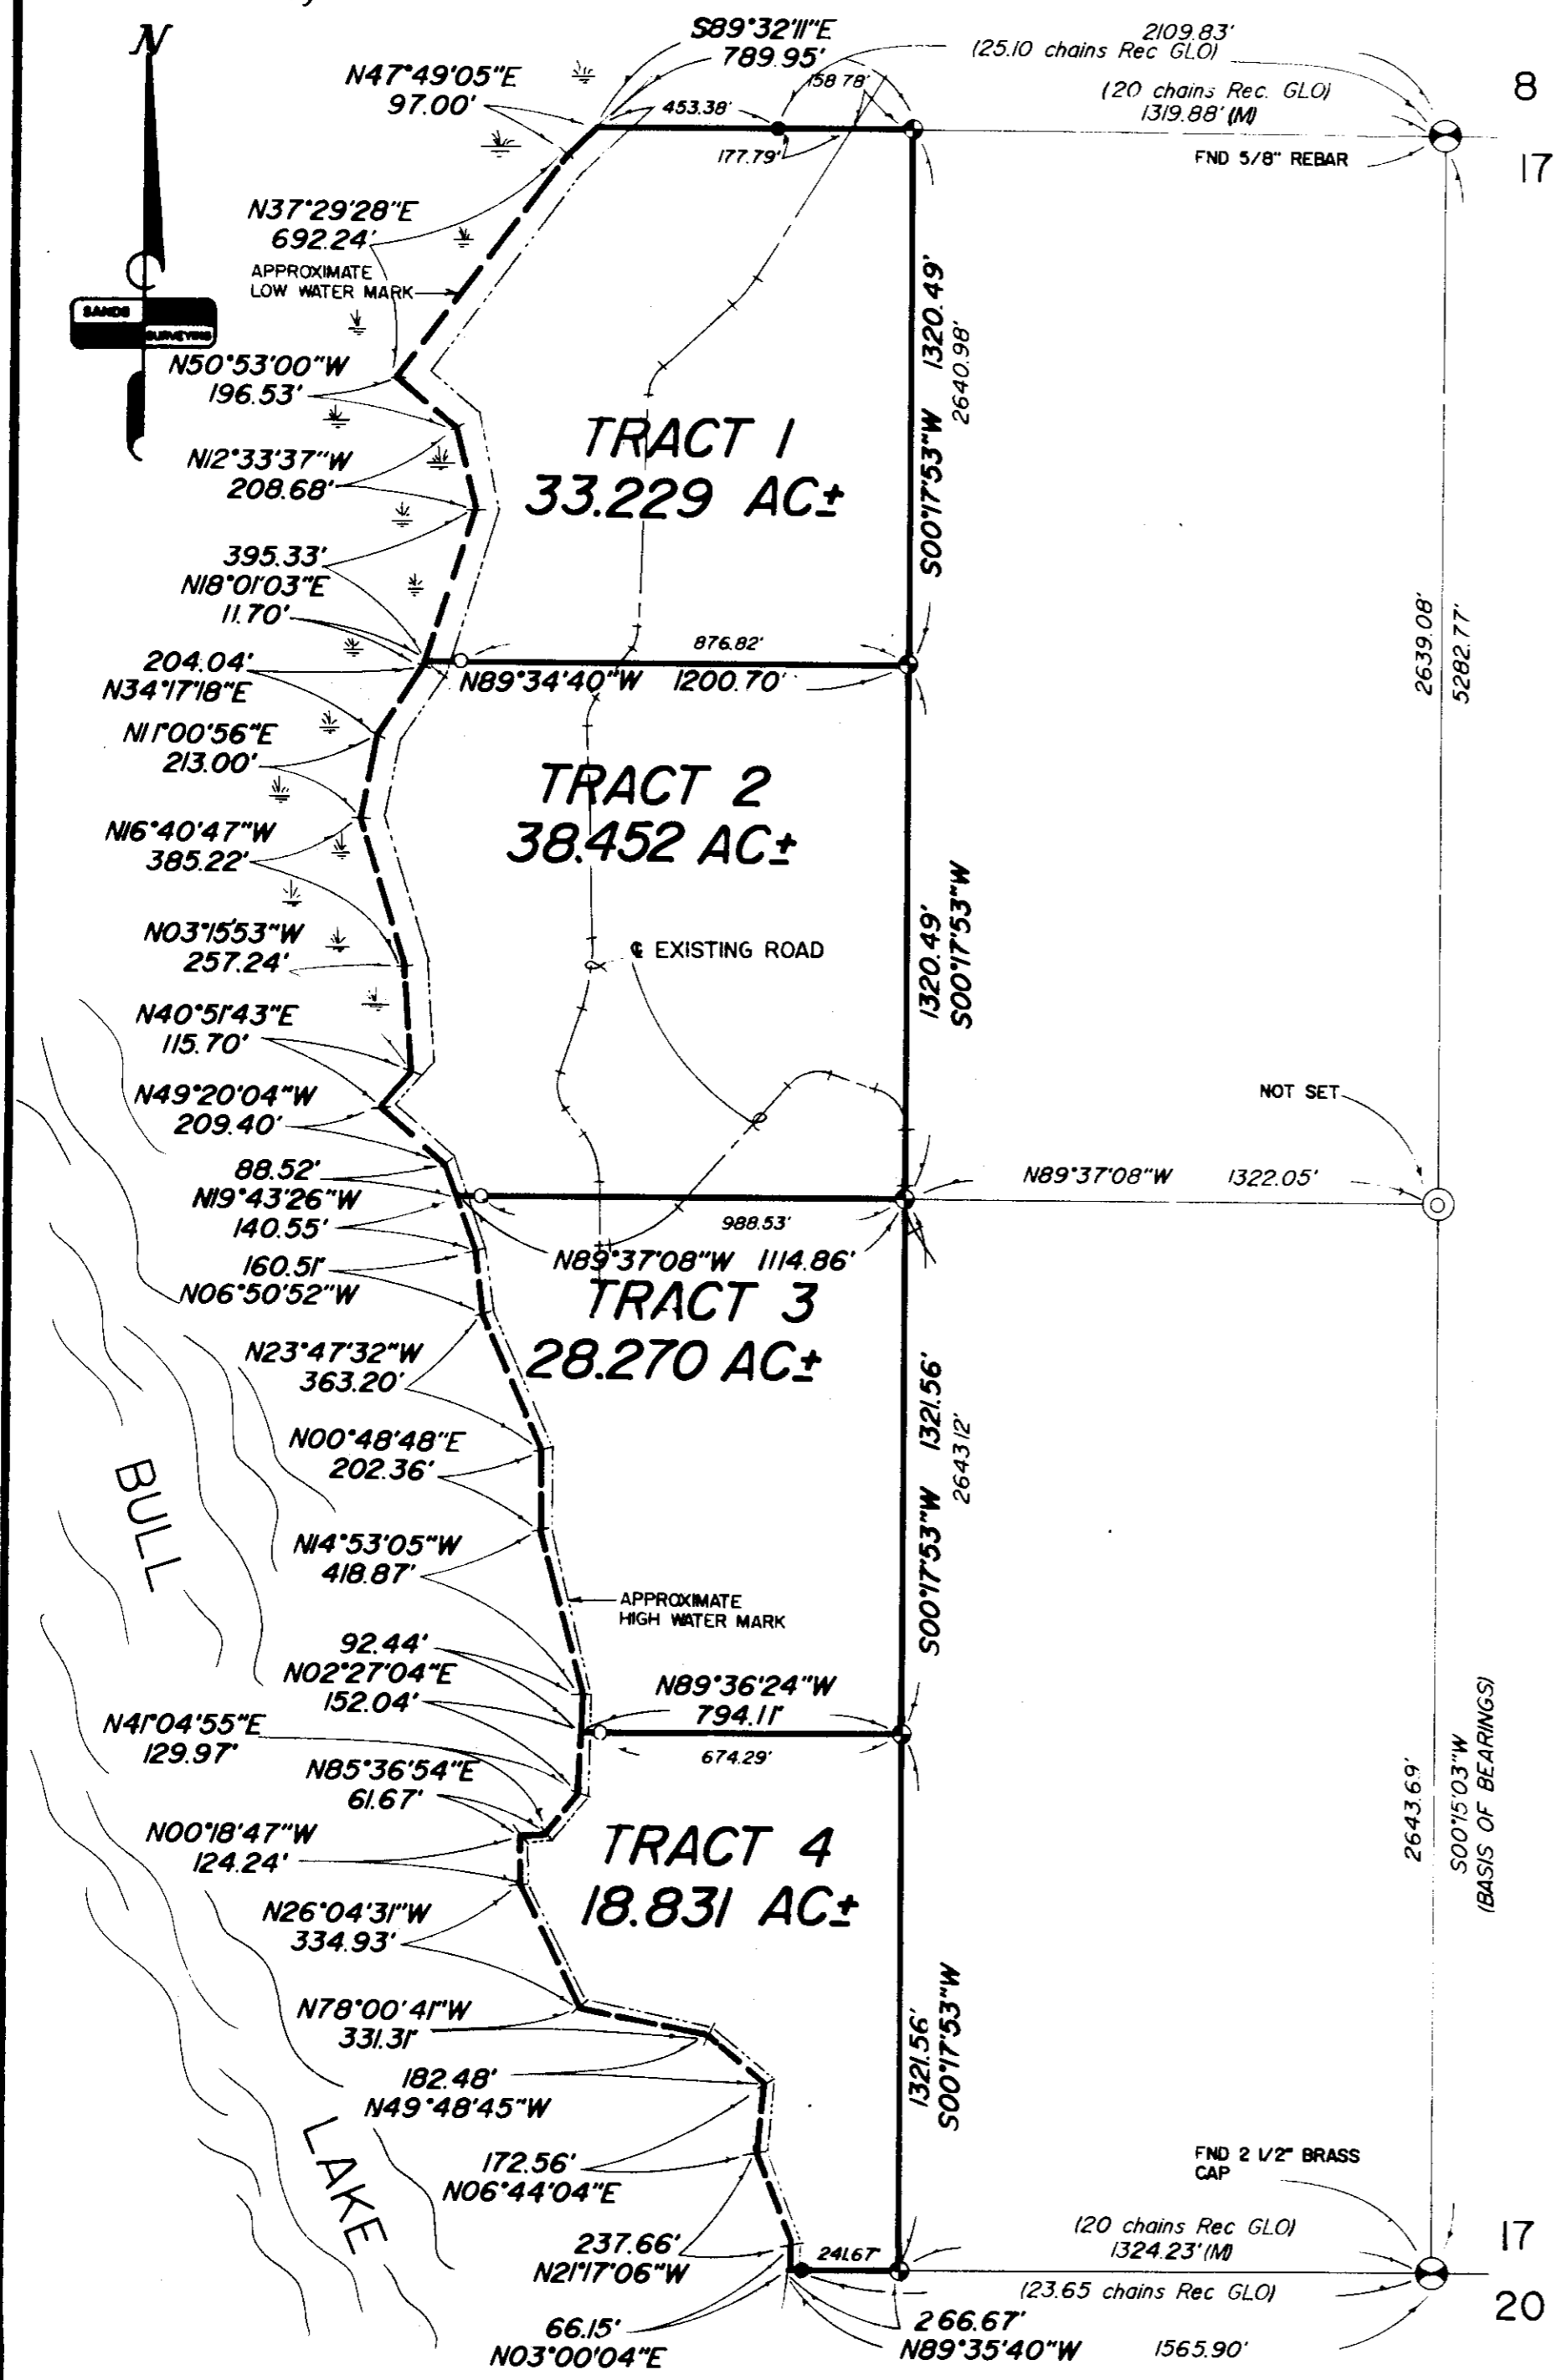 N
S89°32'11"E
789.95'
2109.83'
(25.10 chains Rec GLO)
(20 chains Rec. GLO)
1319.88'(M)
8
17
FND 5/8" REBAR
N47°49'05"E
97.00'
158.78'
453.38'
177.79'
N37°29'28"E
692.24'
APPROXIMATE
LOW WATER MARK
SANDS
SURVEYING
N50°53'00"W
196.53'
N12°33'37"W
208.68'
TRACT 1
33.229 AC±
S00°17'53"W 1320.49'
2640.98'
395.33'
N18°01'03"E
11.70'
204.04'
N34°17'18"E
876.82'
N89°34'40"W 1200.70'
2639.08'
5282.77'
N11°00'56"E
213.00'
N16°40'47"W
385.22'
TRACT 2
38.452 AC±
1320.49'
S00°17'53"W
N03°15'53"W
257.24'
℄ EXISTING ROAD
N40°51'43"E
115.70'
N49°20'04"W
209.40'
NOT SET
88.52'
N19°43'26"W
140.55'
988.53'
N89°37'08"W 1114.86'
N89°37'08"W 1322.05'
160.51'
N06°50'52"W
TRACT 3
28.270 AC±
N23°47'32"W
363.20'
S00°17'53"W 1321.56'
2643.12'
N00°48'48"E
202.36'
BULL
N14°53'05"W
418.87'
APPROXIMATE
HIGH WATER MARK
92.44'
N02°27'04"E
152.04'
N89°36'24"W
794.11'
674.29'
N41°04'55"E
129.97'
N85°36'54"E
61.67'
2643.69'
S00°15'03"W
(BASIS OF BEARINGS)
N00°18'47"W
124.24'
TRACT 4
18.831 AC±
N26°04'31"W
334.93'
N78°00'41"W
331.31'
1321.56'
S00°17'53"W
182.48'
N49°48'45"W
LAKE
172.56'
N06°44'04"E
FND 2 1/2" BRASS
CAP
237.66'
N21°17'06"W
241.67'
(20 chains Rec GLO)
1324.23'(M)
17
20
(23.65 chains Rec GLO)
66.15'
N03°00'04"E
266.67'
N89°35'40"W 1565.90'